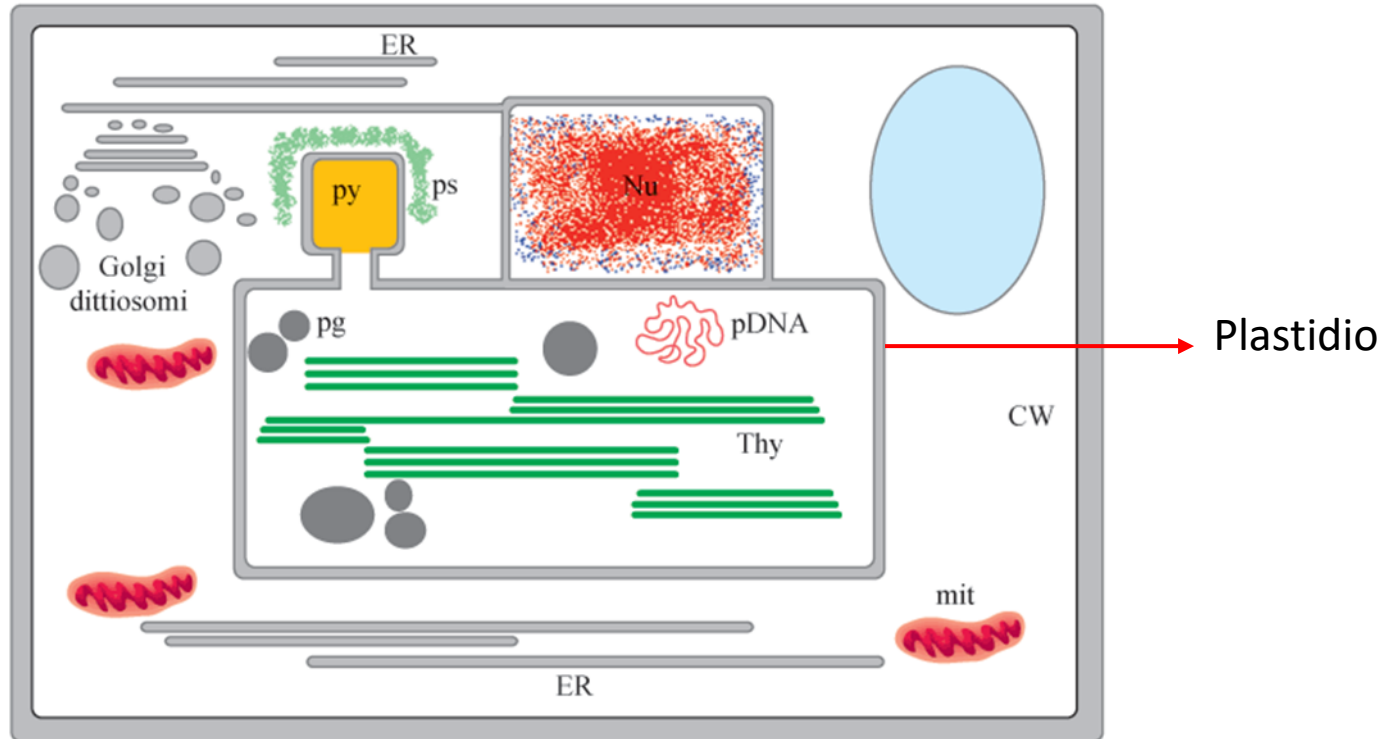 ER
py
ps
Nu
Golgi
dittiosomi
pg
pDNA
Plastidio
CW
Thy
mit
ER